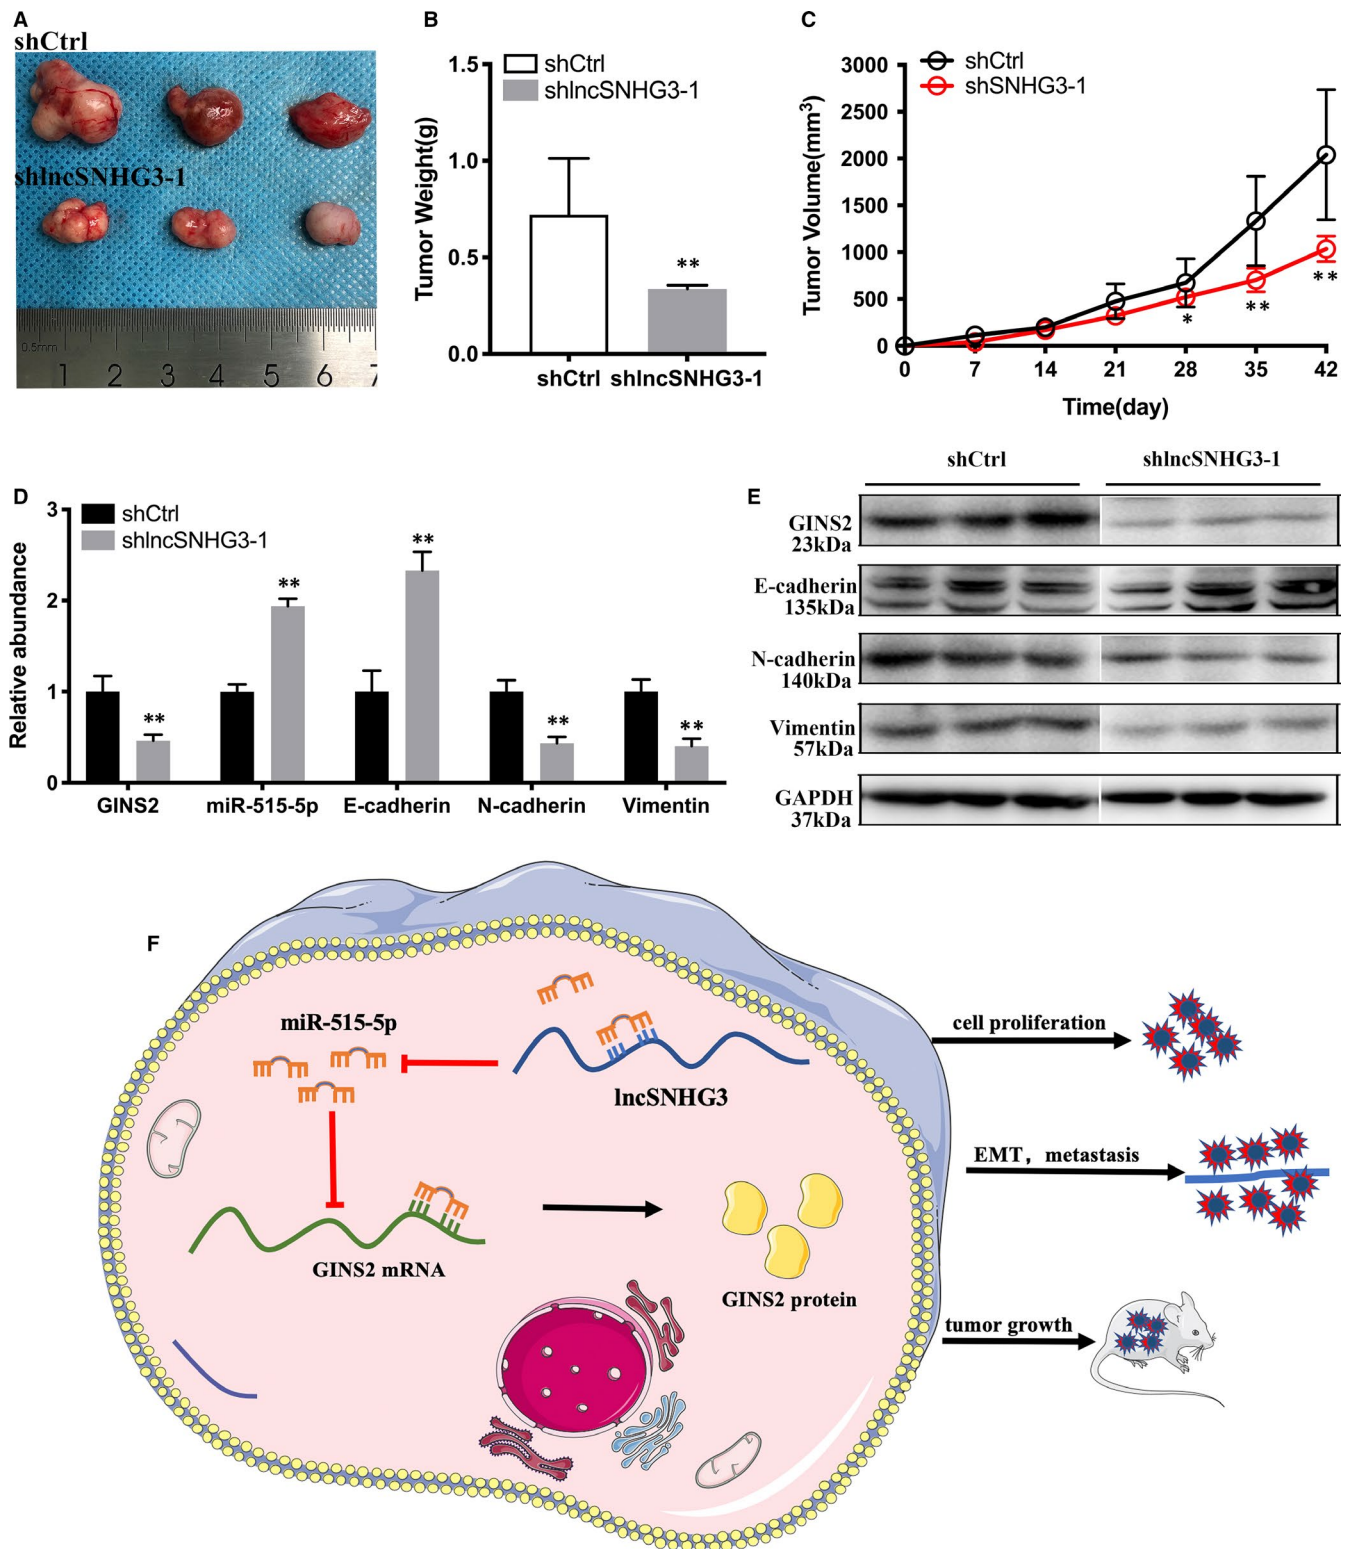 A
shCtrl
shlncSNHG3-1
0.5mm
1 2 3 4 5 6 7
B
shCtrl
shlncSNHG3-1
Tumor Weight(g)
1.5
1.0
0.5
0.0
**
shCtrl shlncSNHG3-1
C
shCtrl
shSNHG3-1
Tumor Volume(mm³)
3000
2500
2000
1500
1000
500
0
* ** **
0 7 14 21 28 35 42
Time(day)
D
shCtrl
shlncSNHG3-1
Relative abundance
3
2
1
0
** ** ** ** **
GINS2 miR-515-5p E-cadherin N-cadherin Vimentin
E
shCtrl shlncSNHG3-1
GINS2
23kDa
E-cadherin
135kDa
N-cadherin
140kDa
Vimentin
57kDa
GAPDH
37kDa
F
miR-515-5p
lncSNHG3
GINS2 mRNA
GINS2 protein
cell proliferation
EMT, metastasis
tumor growth